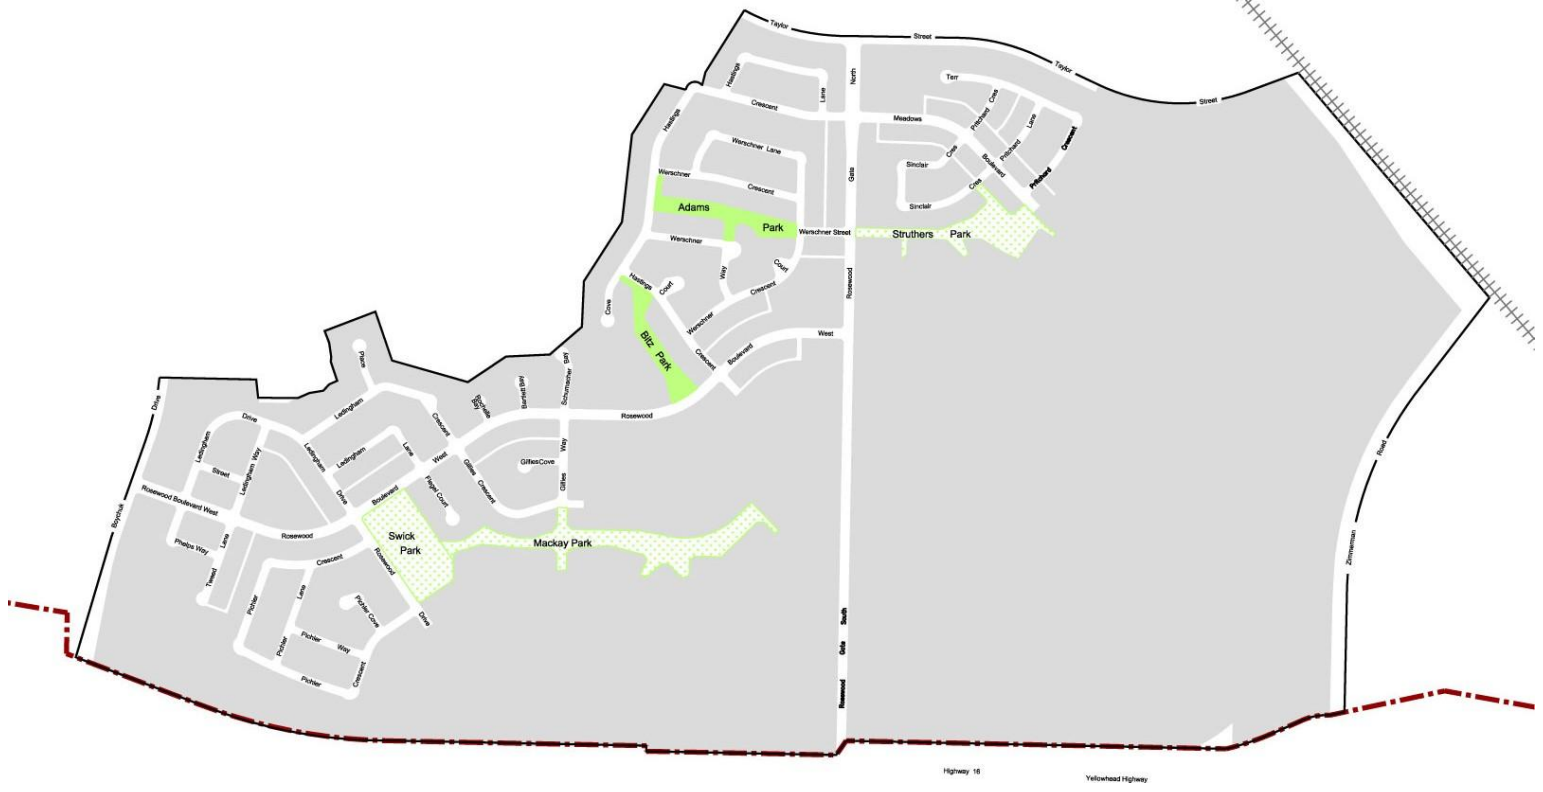 Taylor
Street
Taylor
Street
Hastings
Lane
North
Terr
Crescent
Hastings
Meadows
Pritchard
Cres
Pritchard
Lane
Pritchard
Crescent
Boulevard
Werschner Lane
Cres
Sinclair
Gate
Werschner
Crescent
Cres
Sinclair
Adams
Park
Werschner Street
Struthers Park
Werschner
Way
Court
Crescent
Hastings
Court
Rosewood
Cove
Werschner
Bitz Park
Crescent
Boulevard
West
Place
Schumacher Bay
Bartlett Bay
Rochelle
Bay
Drive
Ledingham
Drive
Crescent
Rosewood
Ledingham
Street
Ledingham Way
Ledingham
Drive
Ledingham
Lane
West
Boulevard
Gillies
Crescent
Gillies Cove
Gillies
Way
Fiegel Court
Rosewood Boulevard West
Boychuk
Rosewood
Phelps Way
Lane
Tweed
Crescent
Swick
Park
Mackay Park
Rosewood
Drive
Pichler
Lane
Pichler
Pichler Cove
Pichler
Way
Pichler
Crescent
South
Gate
Rosewood
Road
Zimmerman
Highway 16
Yellowhead Highway